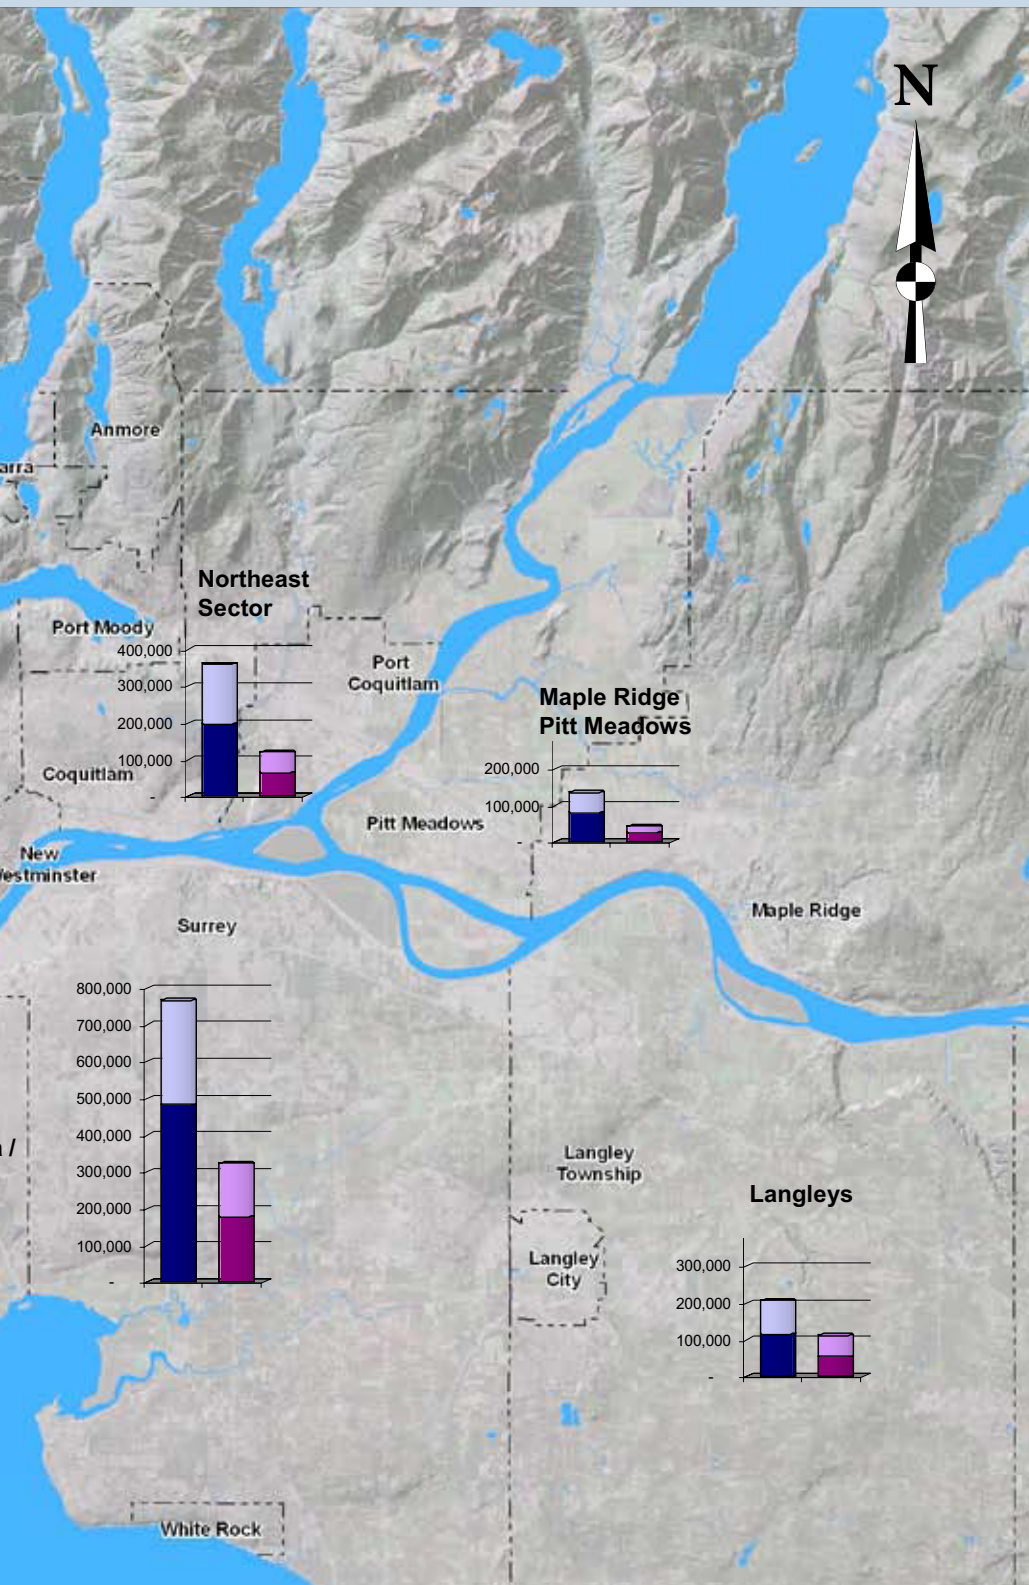 N
Anmore
arra
Northeast
Sector
Port Moody
400,000
300,000
200,000
100,000
-
Port
Coquitlam
Coquitlam
Maple Ridge
Pitt Meadows
200,000
100,000
-
Pitt Meadows
New
Westminster
Surrey
Maple Ridge
800,000
700,000
600,000
500,000
400,000
300,000
200,000
100,000
-
/
Langley
Township
Langleys
Langley
City
300,000
200,000
100,000
-
White Rock